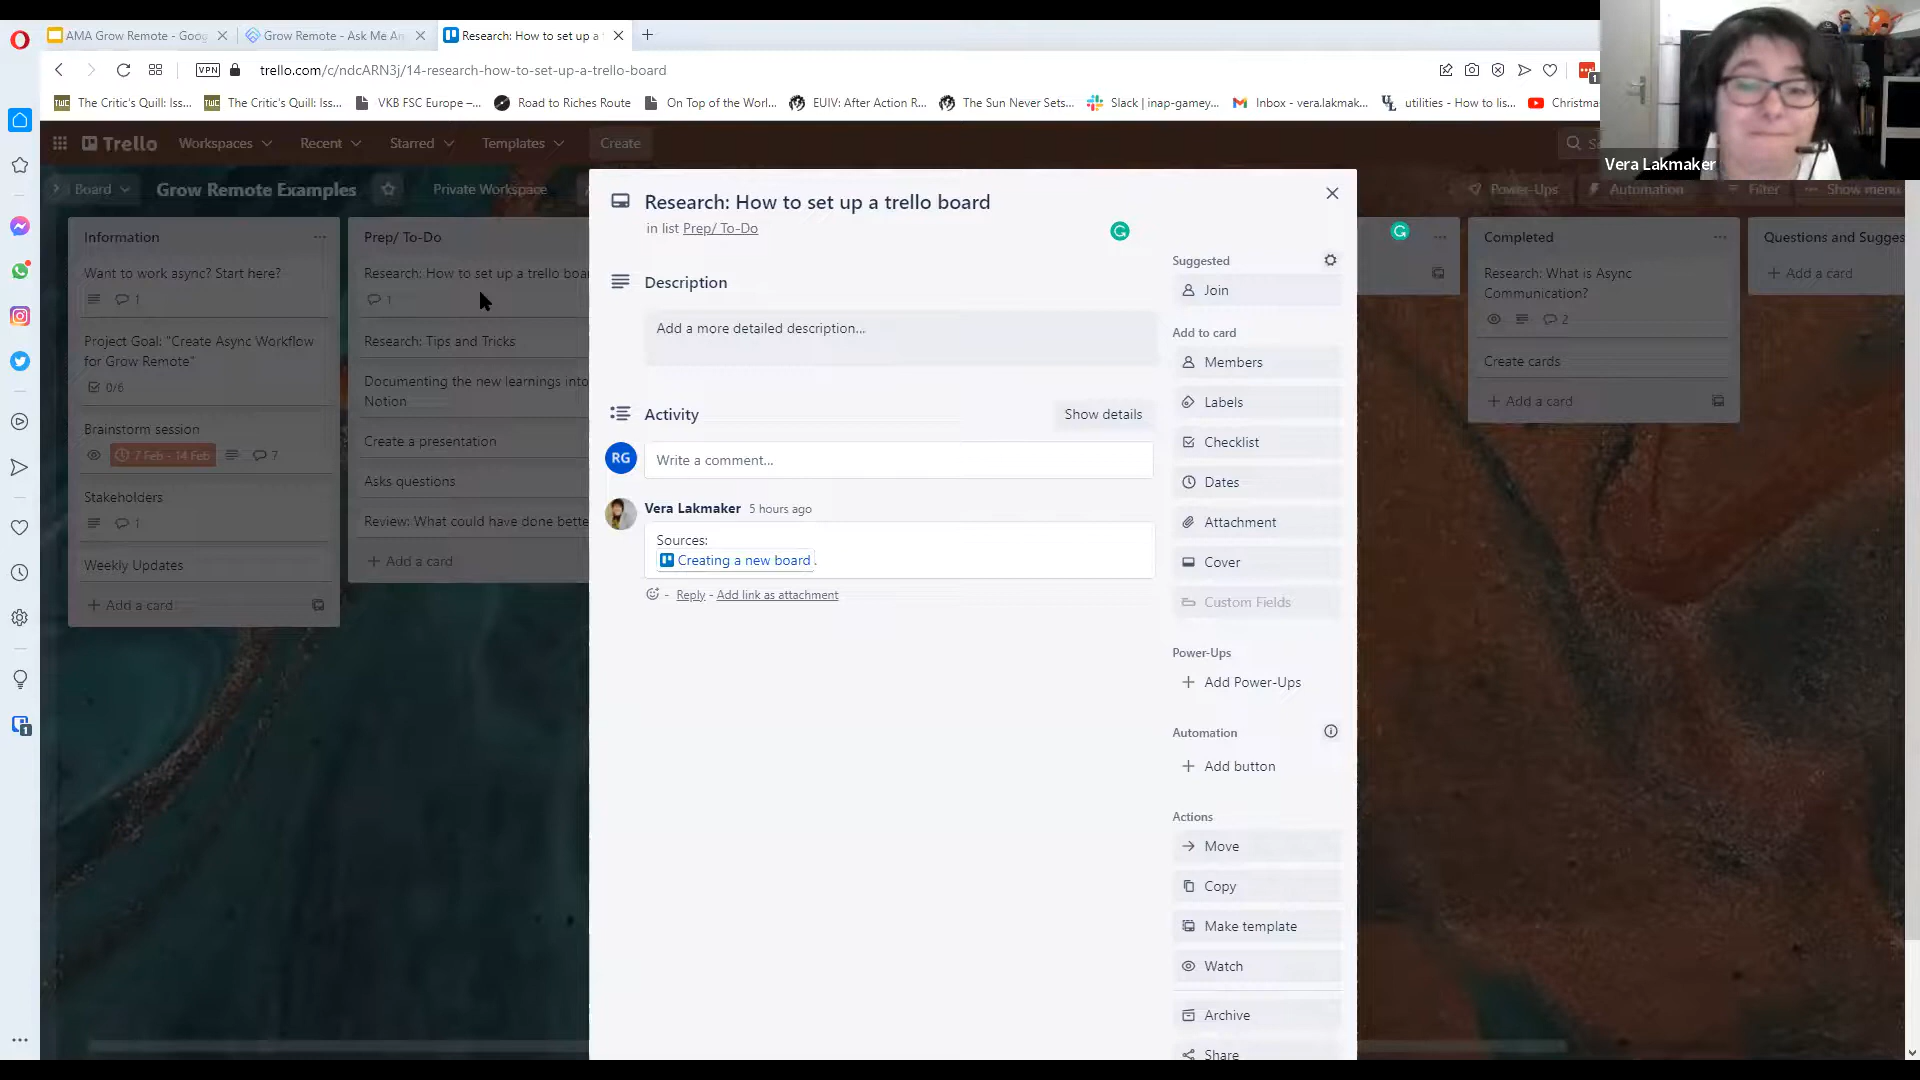 AMA Grow Remote - Goog
Grow Remote - Ask Me An
Research: How to set up a
VPN
trello.com/c/ndcARN3j/14-research-how-to-set-up-a-trello-board
1
The Critic's Quill: Iss...
The Critic's Quill: Iss...
VKB FSC Europe –...
Road to Riches Route
On Top of the Worl...
EUIV: After Action R...
The Sun Never Sets...
Slack | inap-gamey...
Inbox - vera.lakmak...
utilities - How to lis...
Christma
Vera Lakmaker
Trello
Workspaces
Recent
Starred
Templates
Create
Board
Grow Remote Examples
Private Workspace
Power-Ups
Automation
Filter
Show menu
Information
Want to work async? Start here?
1
Project Goal: "Create Async Workflow
for Grow Remote"
0/6
Brainstorm session
7 Feb - 14 Feb
7
Stakeholders
1
Weekly Updates
+ Add a card
Prep/ To-Do
Research: How to set up a trello boar
1
Research: Tips and Tricks
Documenting the new learnings into
Notion
Create a presentation
Asks questions
Review: What could have done bette
+ Add a card
Research: How to set up a trello board
in list Prep/ To-Do
Description
Add a more detailed description...
Activity
Show details
RG
Write a comment...
Vera Lakmaker 5 hours ago
Sources:
Creating a new board .
- Reply - Add link as attachment
Suggested
Join
Add to card
Members
Labels
Checklist
Dates
Attachment
Cover
Custom Fields
Power-Ups
+ Add Power-Ups
Automation
+ Add button
Actions
Move
Copy
Make template
Watch
Archive
Share
Completed
Research: What is Async
Communication?
2
Create cards
+ Add a card
Questions and Sugges
+ Add a card
1